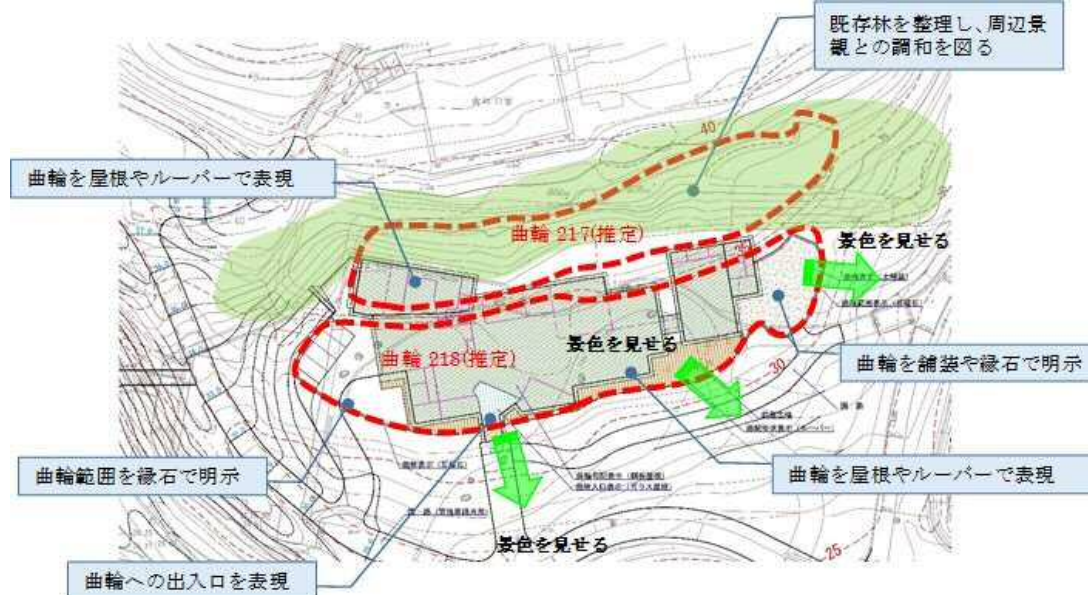 既存林を整理し、周辺景
観との調和を図る
40
曲輪を屋根やルーバーで表現
曲輪 217(推定)
35
景色を見せる
曲輪 218(推定)
景色を見せる
曲輪を舗装や縁石で明示
30
曲輪範囲を縁石で明示
曲輪を屋根やルーバーで表現
景色を見せる
25
曲輪への出入口を表現